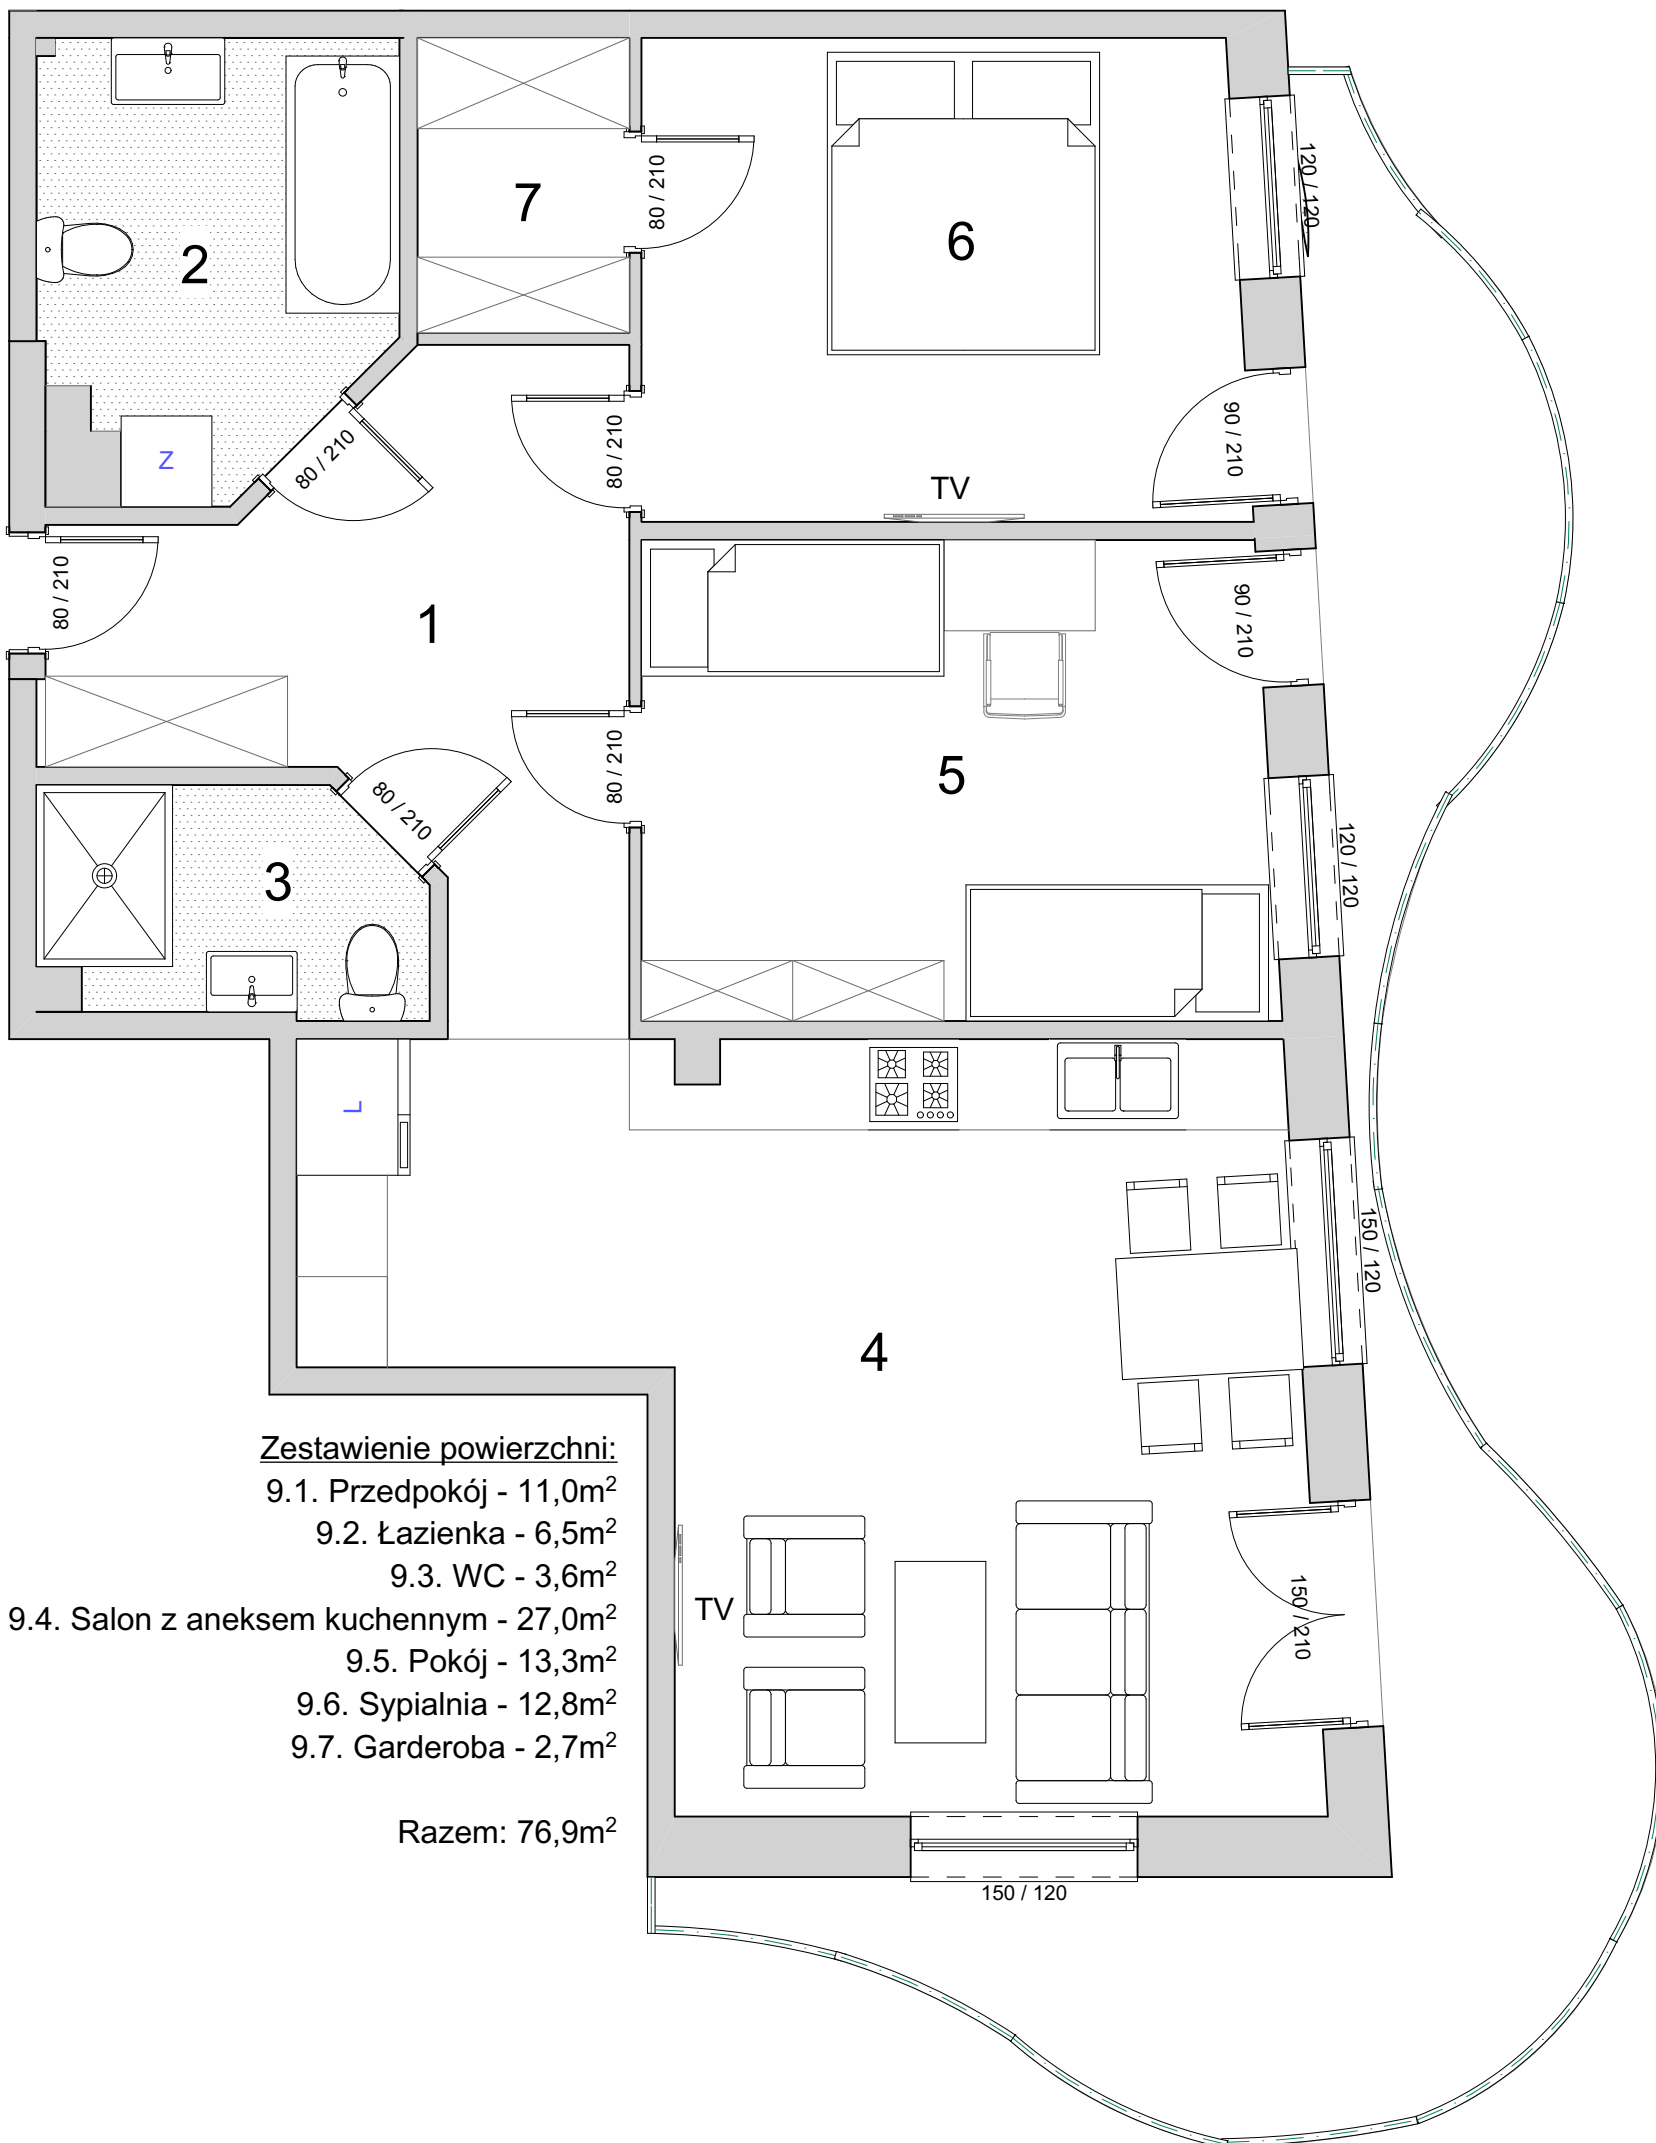 7
2
6
120 / 120
80 / 210
Z
80 / 210
80 / 210
90 / 210
TV
80 / 210
1
90 / 210
5
80 / 210
80 / 210
120 / 120
3
L
150 / 120
4
Zestawienie powierzchni:
9.1. Przedpokój - 11,0m²
9.2. Łazienka - 6,5m²
9.3. WC - 3,6m²
9.4. Salon z aneksem kuchennym - 27,0m²
9.5. Pokój - 13,3m²
9.6. Sypialnia - 12,8m²
9.7. Garderoba - 2,7m²
Razem: 76,9m²
TV
150 / 210
150 / 120